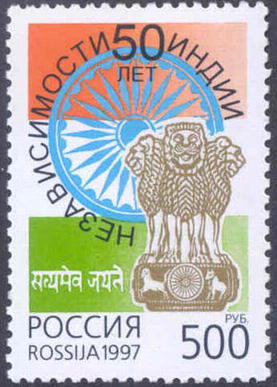 50 ЛЕТ
НЕЗАВИСИМОСТИ ИНДИИ
सत्यमेव जयते
РОССИЯ
ROSSIJA 1997
500 РУБ.